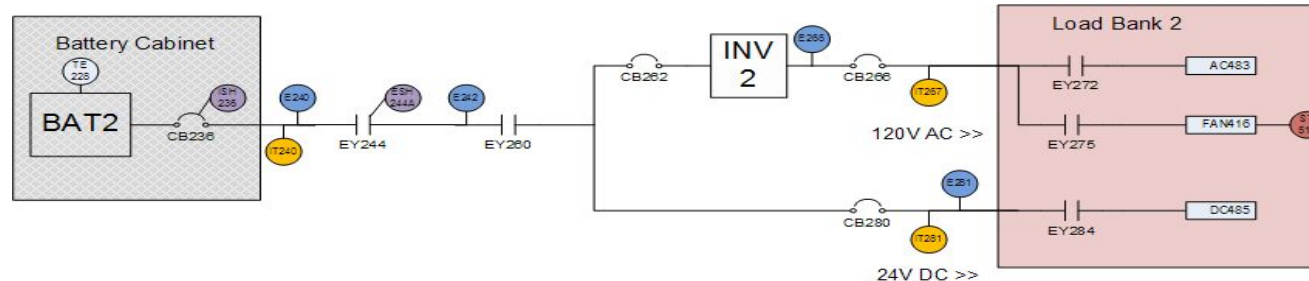 Battery Cabinet
TE
228
BAT2
CB236
ISH
236
E240
IT240
EY244
ESH
244A
E242
EY260
CB262
INV
2
E265
CB266
IT267
120V AC >>
CB280
E281
IT281
24V DC >>
Load Bank 2
EY272
AC483
EY275
FAN416
EY284
DC485